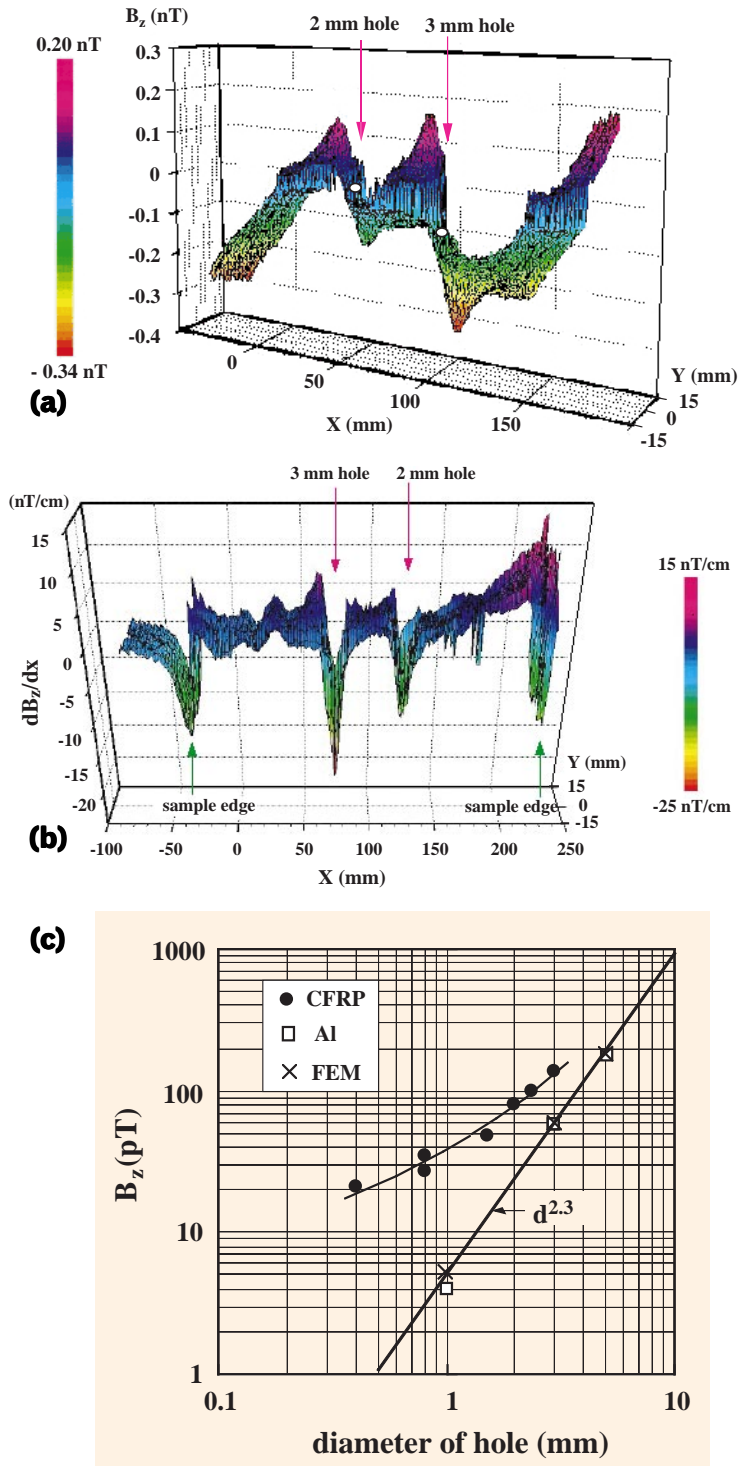 B_z (nT)
0.20 nT
2 mm hole
3 mm hole
0.3
0.2
0.1
0
-0.1
-0.2
-0.3
-0.4
- 0.34 nT
0
50
100
150
X (mm)
Y (mm)
15
0
-15
(a)
3 mm hole
2 mm hole
(nT/cm)
15
10
5
0
-5
-10
-15
-20
dB_z/dx
15 nT/cm
-25 nT/cm
sample edge
sample edge
Y (mm)
15
0
-15
-100
-50
0
50
100
150
200
250
X (mm)
(b)
(c)
1000
100
10
1
B_z(pT)
CFRP
Al
FEM
d^2.3
0.1
1
10
diameter of hole (mm)